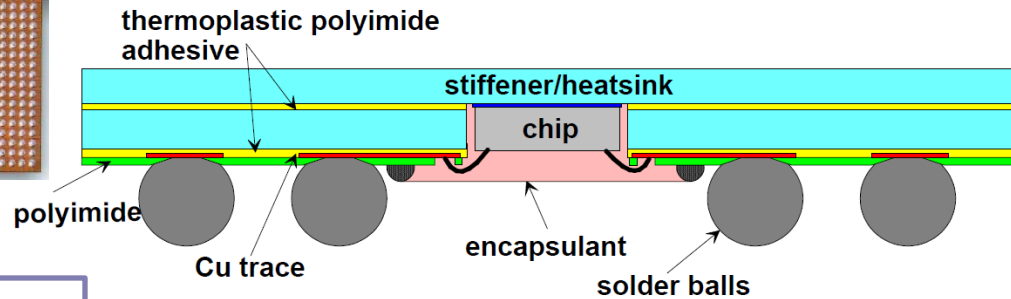 thermoplastic polyimide
adhesive
stiffener/heatsink
chip
polyimide
Cu trace
encapsulant
solder balls